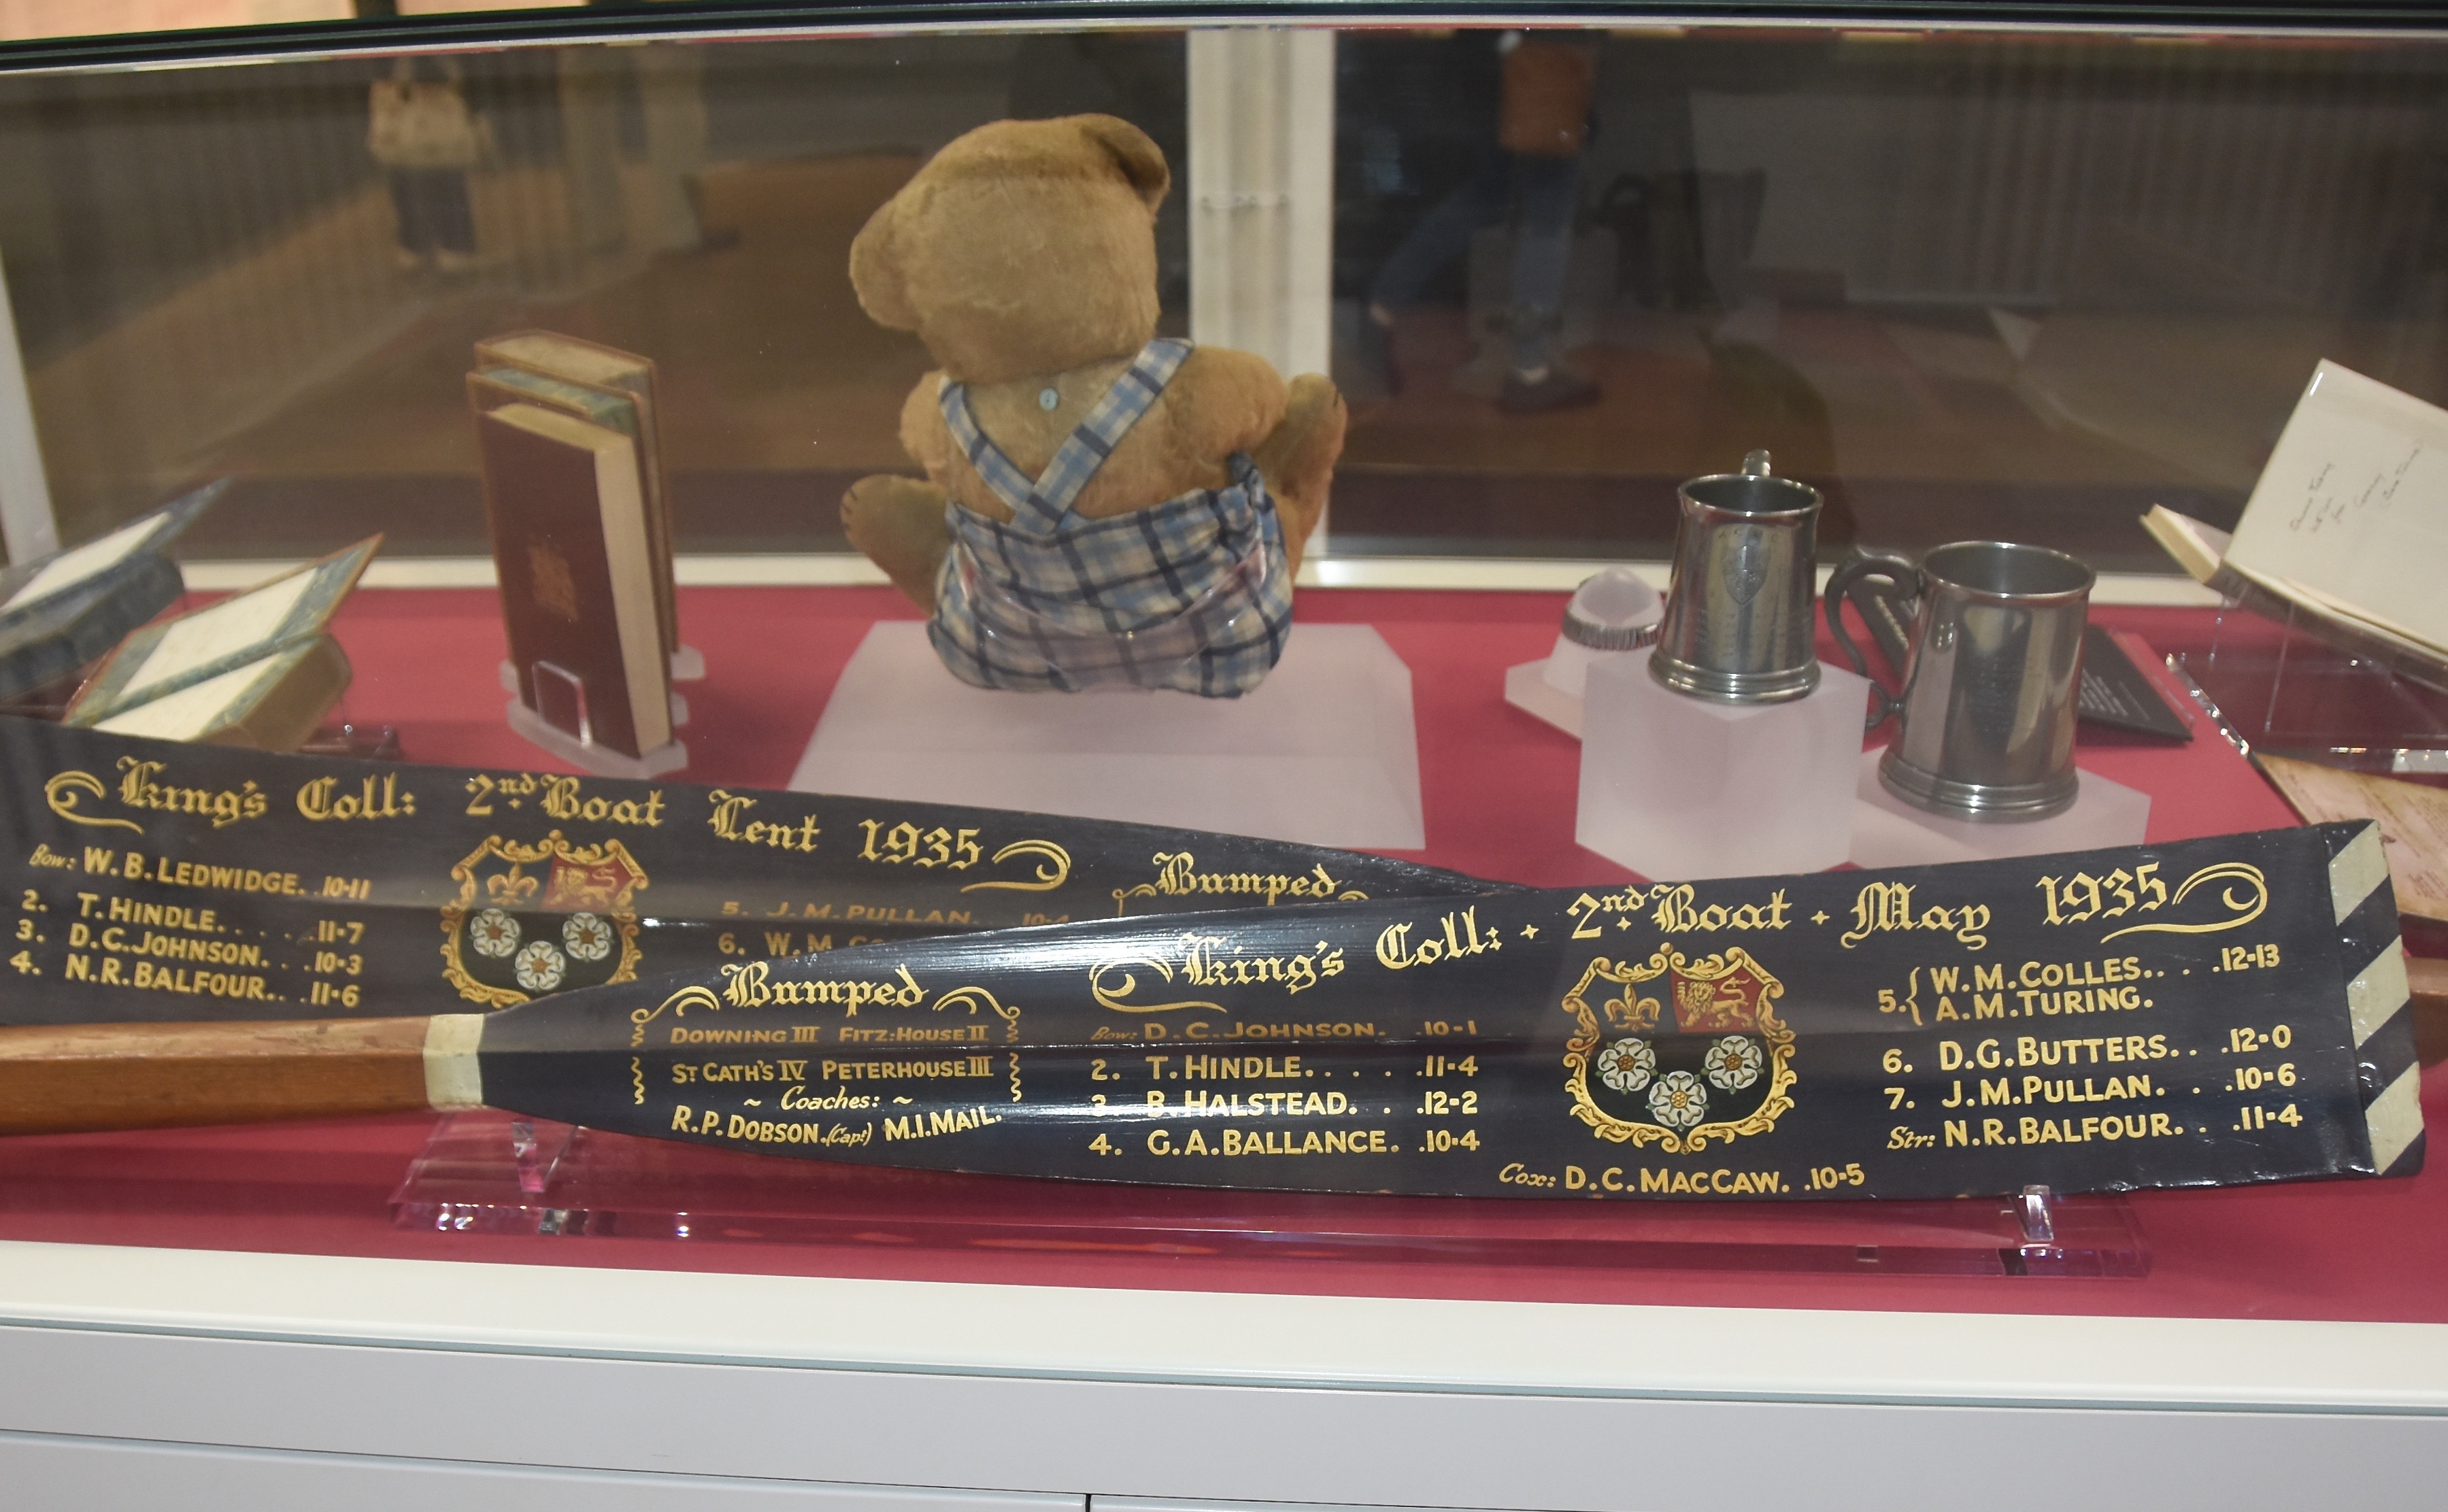 King's Coll: 2nd Boat Lent 1935
Bow: W.B. LEDWIDGE. .10·11
2. T. HINDLE. . . . .11·7
3. D.C. JOHNSON. . .10·3
4. N.R. BALFOUR. . .11·6
5. J.M. PULLAN. 10·4
6. W.M.
Bumped
King's Coll: · 2nd Boat · May 1935
Bumped
DOWNING III FITZ:HOUSE II
ST CATH'S IV PETERHOUSE III
~ Coaches: ~
R.P. DOBSON. (Capt) M.I. MAIL.
Bow: D.C. JOHNSON. .10·1
2. T. HINDLE. . . . .11·4
3. B. HALSTEAD. . .12·2
4. G.A. BALLANCE. .10·4
5. { W.M. COLLES. . . .12·13
A.M. TURING.
6. D.G. BUTTERS. . .12·0
7. J.M. PULLAN. . .10·6
Str: N.R. BALFOUR. . .11·4
Cox: D.C. MACCAW. .10·5